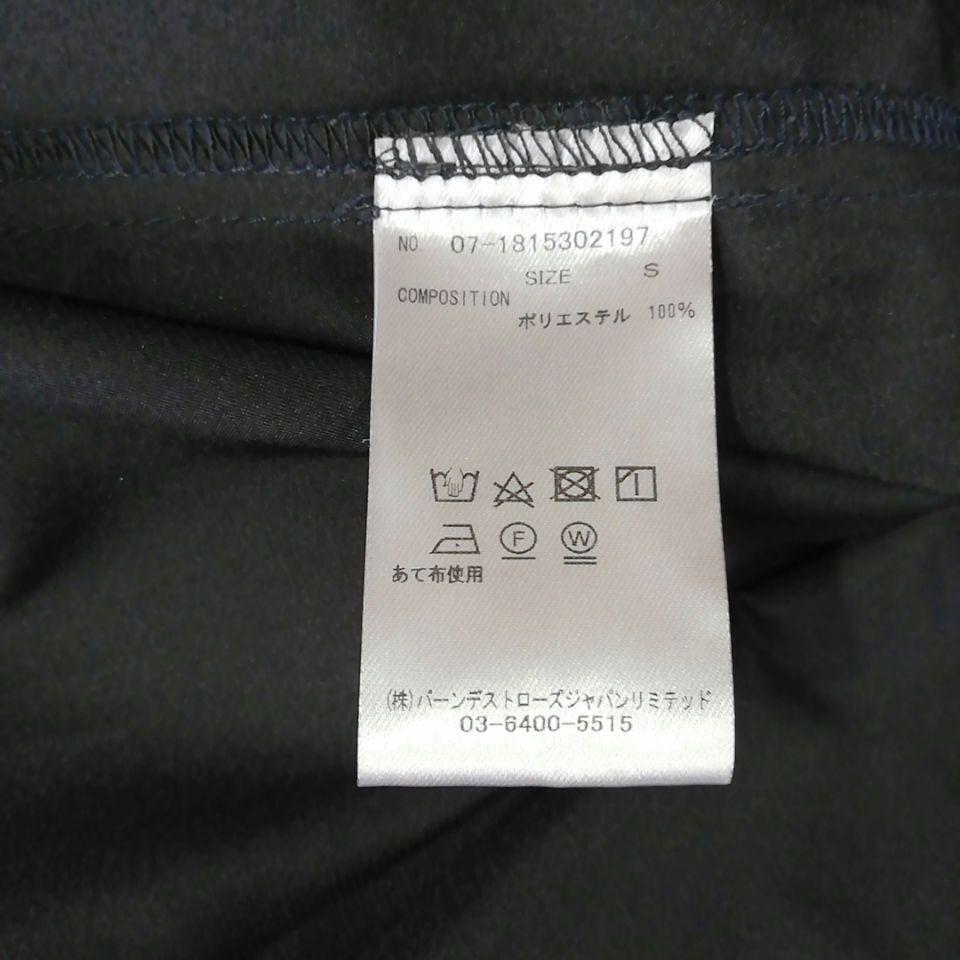 NO 07-1815302197
SIZE S
COMPOSITION
ポリエステル 100%
F W
あて布使用
(株)バーンデストローズジャパンリミテッド
03-6400-5515